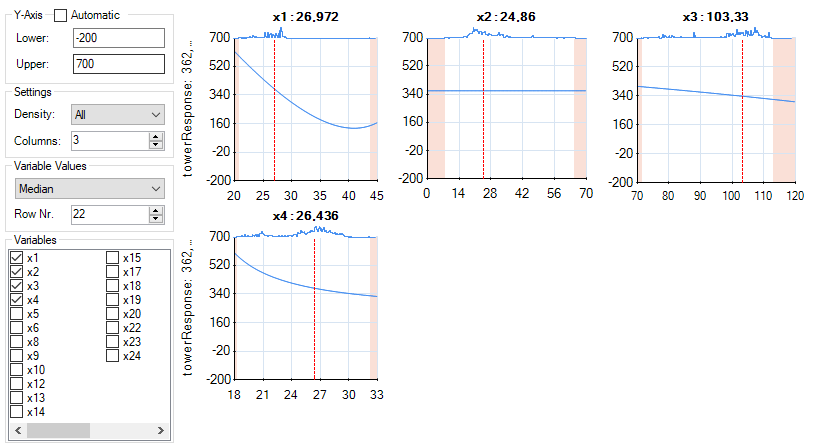 Y-Axis Automatic
Lower: -200
Upper: 700
Settings
Density: All
Columns: 3
Variable Values
Median
Row Nr. 22
Variables
x1 x15
x2 x17
x3 x18
x4 x19
x5 x20
x6 x22
x8 x23
x9 x24
x10
x12
x13
x14
x1 : 26,972
towerResponse: 362,...
700
520
340
160
-20
-200
20 25 30 35 40 45
x2 : 24,86
700
520
340
160
-20
-200
0 14 28 42 56 70
x3 : 103,33
700
520
340
160
-20
-200
70 80 90 100 110 120
x4 : 26,436
towerResponse: 362,...
700
520
340
160
-20
-200
18 21 24 27 30 33